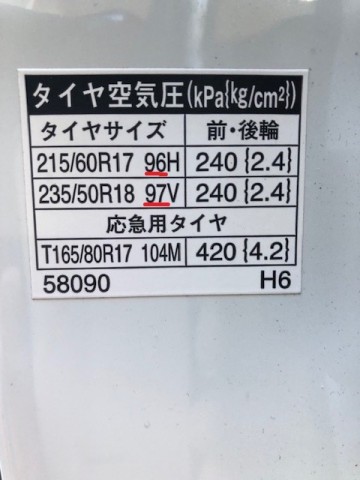 タイヤ空気圧(kPa{kg/cm²})
タイヤサイズ 前・後輪
215/60R17 96H 240 {2.4}
235/50R18 97V 240 {2.4}
応急用タイヤ
T165/80R17 104M 420 {4.2}
58090 H6